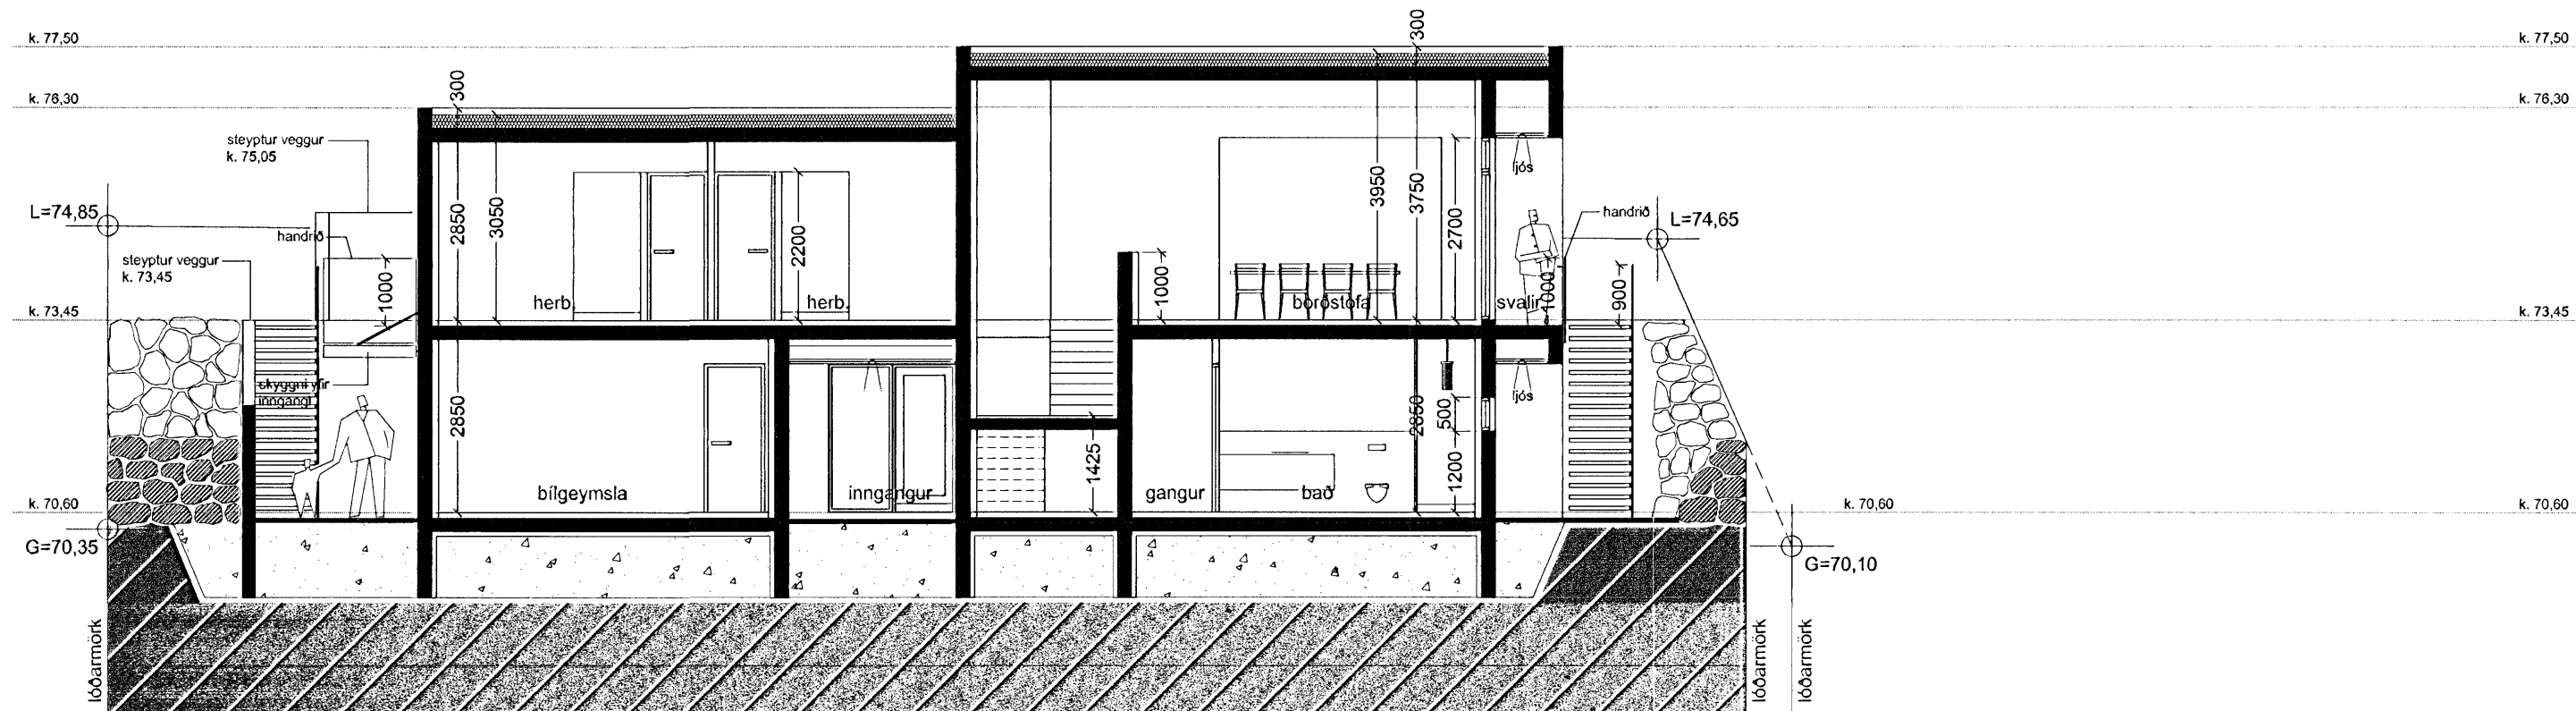 300
k. 77,50
k. 77,50
300
k. 76,30
k. 76,30
steyptur veggur
k. 75,05
ljós
L=74,85
2850
3050
2200
3950
3750
2700
handrið
L=74,65
handrið
steyptur veggur
k. 73,45
1000
1000
1000
900
herb.
herb.
borðstofa
svalir
k. 73,45
k. 73,45
skyggni yfir
inngangi
ljós
2850
2850
500
1425
1200
bílgeymsla
inngangur
gangur
bað
k. 70,60
k. 70,60
G=70,35
G=70,10
lóðarmörk
lóðarmörk
lóðarmörk